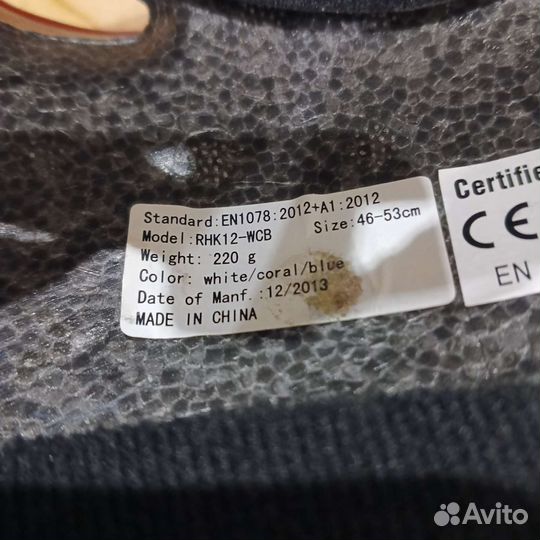 Standard:EN1078:2012+A1:2012
Model:RHK12-WCB Size:46-53cm
Weight: 220 g
Color: white/coral/blue
Date of Manf.:12/2013
MADE IN CHINA
Certifie
CE
EN
Avito